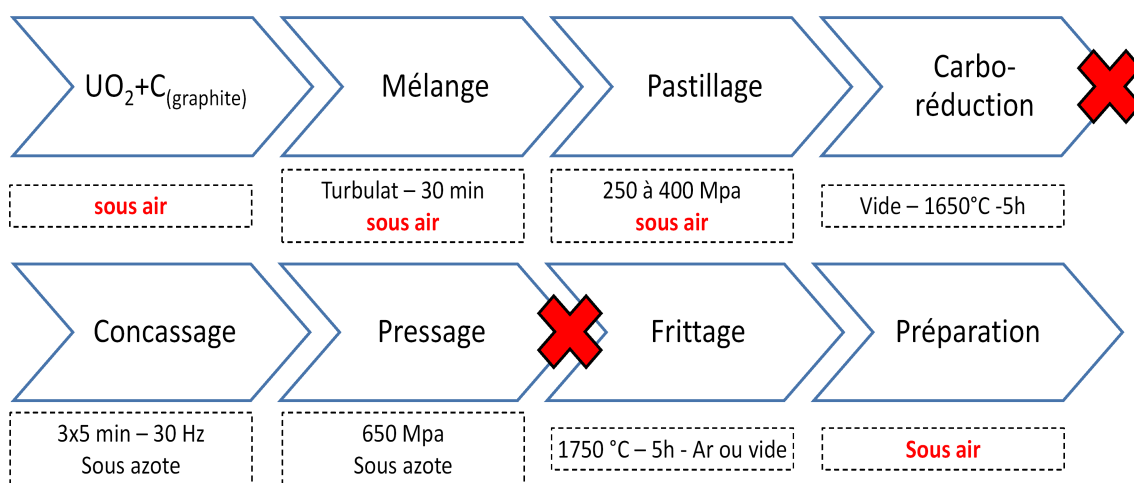 UO2+C(graphite)
Mélange
Pastillage
Carbo-
réduction
sous air
Turbulat – 30 min
sous air
250 à 400 Mpa
sous air
Vide – 1650°C -5h
Concassage
Pressage
Frittage
Préparation
3x5 min – 30 Hz
Sous azote
650 Mpa
Sous azote
1750 °C – 5h - Ar ou vide
Sous air